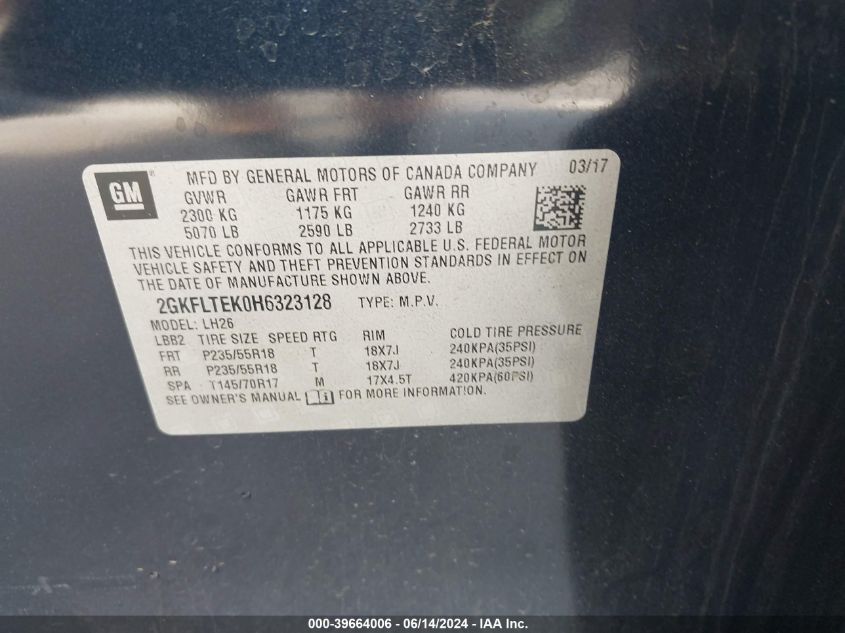 GM MFD BY GENERAL MOTORS OF CANADA COMPANY 03/17
GVWR GAWR FRT GAWR RR
2300 KG 1175 KG 1240 KG
5070 LB 2590 LB 2733 LB
THIS VEHICLE CONFORMS TO ALL APPLICABLE U.S. FEDERAL MOTOR
VEHICLE SAFETY AND THEFT PREVENTION STANDARDS IN EFFECT ON
THE DATE OF MANUFACTURE SHOWN ABOVE.
2GKFLTEK0H6323128 TYPE: M.P.V.
MODEL: LH26
LBB2 TIRE SIZE SPEED RTG RIM COLD TIRE PRESSURE
FRT P235/55R18 T 18X7J 240KPA(35PSI)
RR P235/55R18 T 18X7J 240KPA(35PSI)
SPA T145/70R17 M 17X4.5T 420KPA(60PSI)
SEE OWNER'S MANUAL FOR MORE INFORMATION.
000-39664006 - 06/14/2024 - IAA Inc.